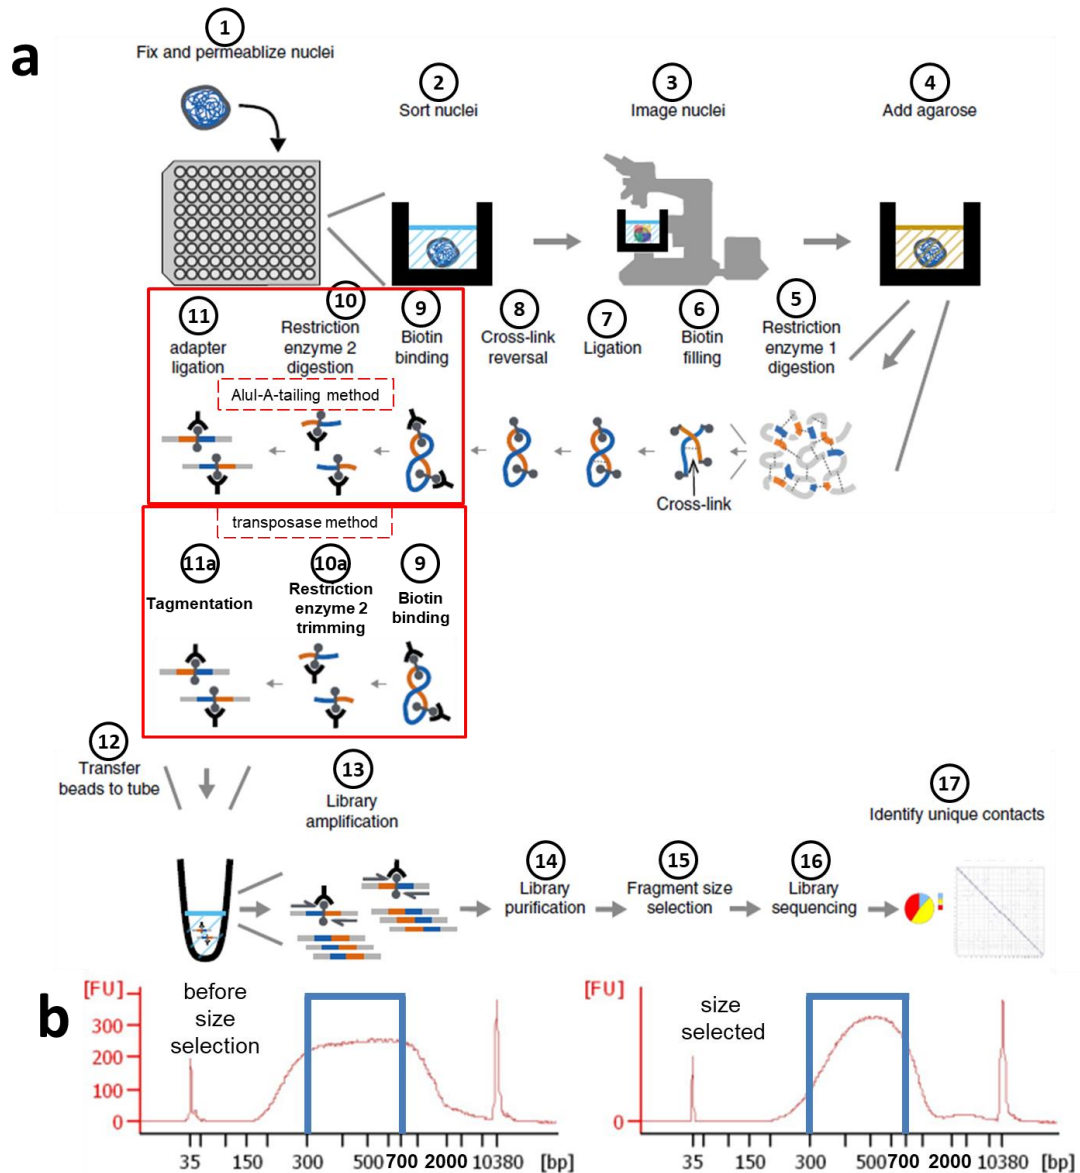 a
1
Fix and permeablize nuclei
2
Sort nuclei
3
Image nuclei
4
Add agarose
11
adapter
ligation
10
Restriction
enzyme 2
digestion
9
Biotin
binding
8
Cross-link
reversal
7
Ligation
6
Biotin
filling
5
Restriction
enzyme 1
digestion
AluI-A-tailing method
Cross-link
transposase method
11a
Tagmentation
10a
Restriction
enzyme 2
trimming
9
Biotin
binding
12
Transfer
beads to tube
13
Library
amplification
14
Library
purification
15
Fragment size
selection
16
Library
sequencing
17
Identify unique contacts
b
[FU]
before
size
selection
300
200
100
0
35 150 300 500 700 2000 10380 [bp]
[FU]
size
selected
0
35 150 300 500 700 2000 10380 [bp]